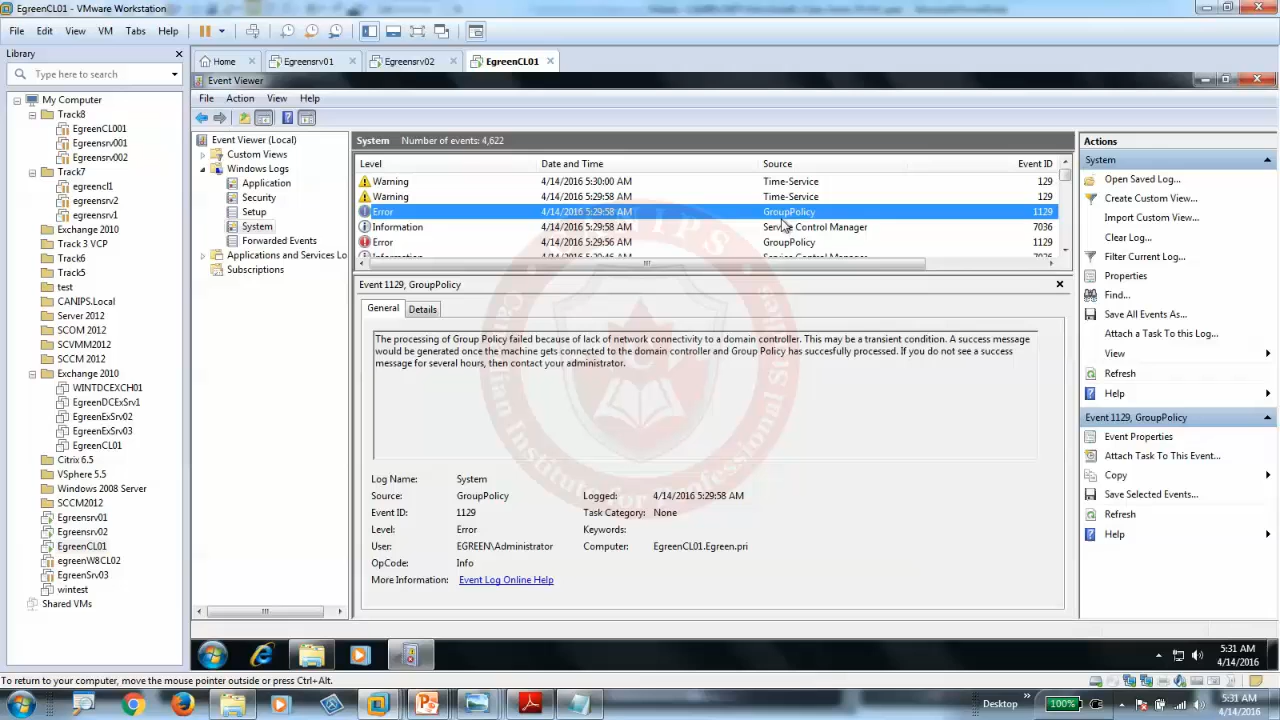 EgreenCL01 - VMware Workstation
File Edit View VM Tabs Help
Library
Type here to search
My Computer
Track8
EgreenCL001
Egreensrv001
Egreensrv002
Track7
egreencl1
egreensrv2
egreensrv1
Exchange 2010
Track 3 VCP
Track6
Track5
test
CANIPS.Local
Server 2012
SCOM 2012
SCVMM 2012
SCCM 2012
Exchange 2010
WINTDCEXCH01
EgreenDCExSrv1
EgreenExSrv02
EgreenExSrv03
EgreenCL01
Citrix 6.5
VSphere 5.5
Windows 2008 Server
SCCM2012
Egreensrv01
Egreensrv02
EgreenCL01
egreenW8CL02
EgreenSrv03
wintest
Shared VMs
Home Egreensrv01 Egreensrv02 EgreenCL01
Event Viewer
File Action View Help
Event Viewer (Local)
Custom Views
Windows Logs
Application
Security
Setup
System
Forwarded Events
Applications and Services Lo
Subscriptions
System Number of events: 4,622
Level Date and Time Source Event ID
Warning 4/14/2016 5:30:00 AM Time-Service 129
Warning 4/14/2016 5:29:58 AM Time-Service 129
Error 4/14/2016 5:29:58 AM GroupPolicy 1129
Information 4/14/2016 5:29:58 AM Service Control Manager 7036
Error 4/14/2016 5:29:56 AM GroupPolicy 1129
Event 1129, GroupPolicy
General Details
The processing of Group Policy failed because of lack of network connectivity to a domain controller. This may be a transient condition. A success message
would be generated once the machine gets connected to the domain controller and Group Policy has succesfully processed. If you do not see a success
message for several hours, then contact your administrator.
Log Name: System
Source: GroupPolicy Logged: 4/14/2016 5:29:58 AM
Event ID: 1129 Task Category: None
Level: Error Keywords:
User: EGREEN\Administrator Computer: EgreenCL01.Egreen.pri
OpCode: Info
More Information: Event Log Online Help
Actions
System
Open Saved Log...
Create Custom View...
Import Custom View...
Clear Log...
Filter Current Log...
Properties
Find...
Save All Events As...
Attach a Task To this Log...
View
Refresh
Help
Event 1129, GroupPolicy
Event Properties
Attach Task To This Event...
Copy
Save Selected Events...
Refresh
Help
5:31 AM
4/14/2016
To return to your computer, move the mouse pointer outside or press Ctrl+Alt.
Desktop 100% 5:31 AM
4/14/2016